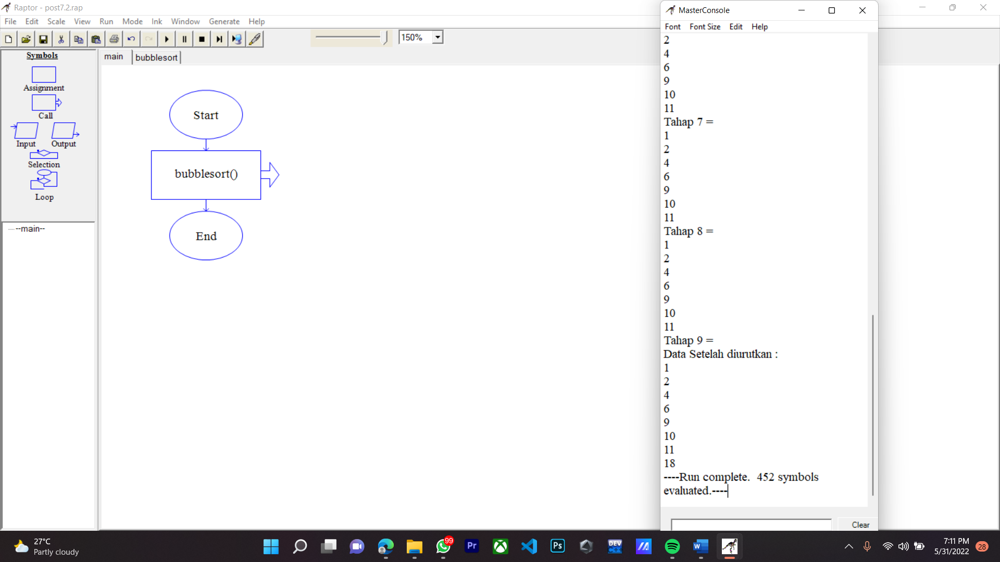 Raptor - post7.2.rap
File Edit Scale View Run Mode Ink Window Generate Help
150%
Symbols
Assignment
Call
Input Output
Selection
Loop
--main--
main bubblesort
Start
bubblesort()
End
MasterConsole
Font Font Size Edit Help
2
4
6
9
10
11
Tahap 7 =
1
2
4
6
9
10
11
Tahap 8 =
1
2
4
6
9
10
11
Tahap 9 =
Data Setelah diurutkan :
1
2
4
6
9
10
11
18
----Run complete.  452 symbols
evaluated.----
Clear
27°C
Partly cloudy
99
Pr
Ps
DEV
C++
W
7:11 PM
5/31/2022
28